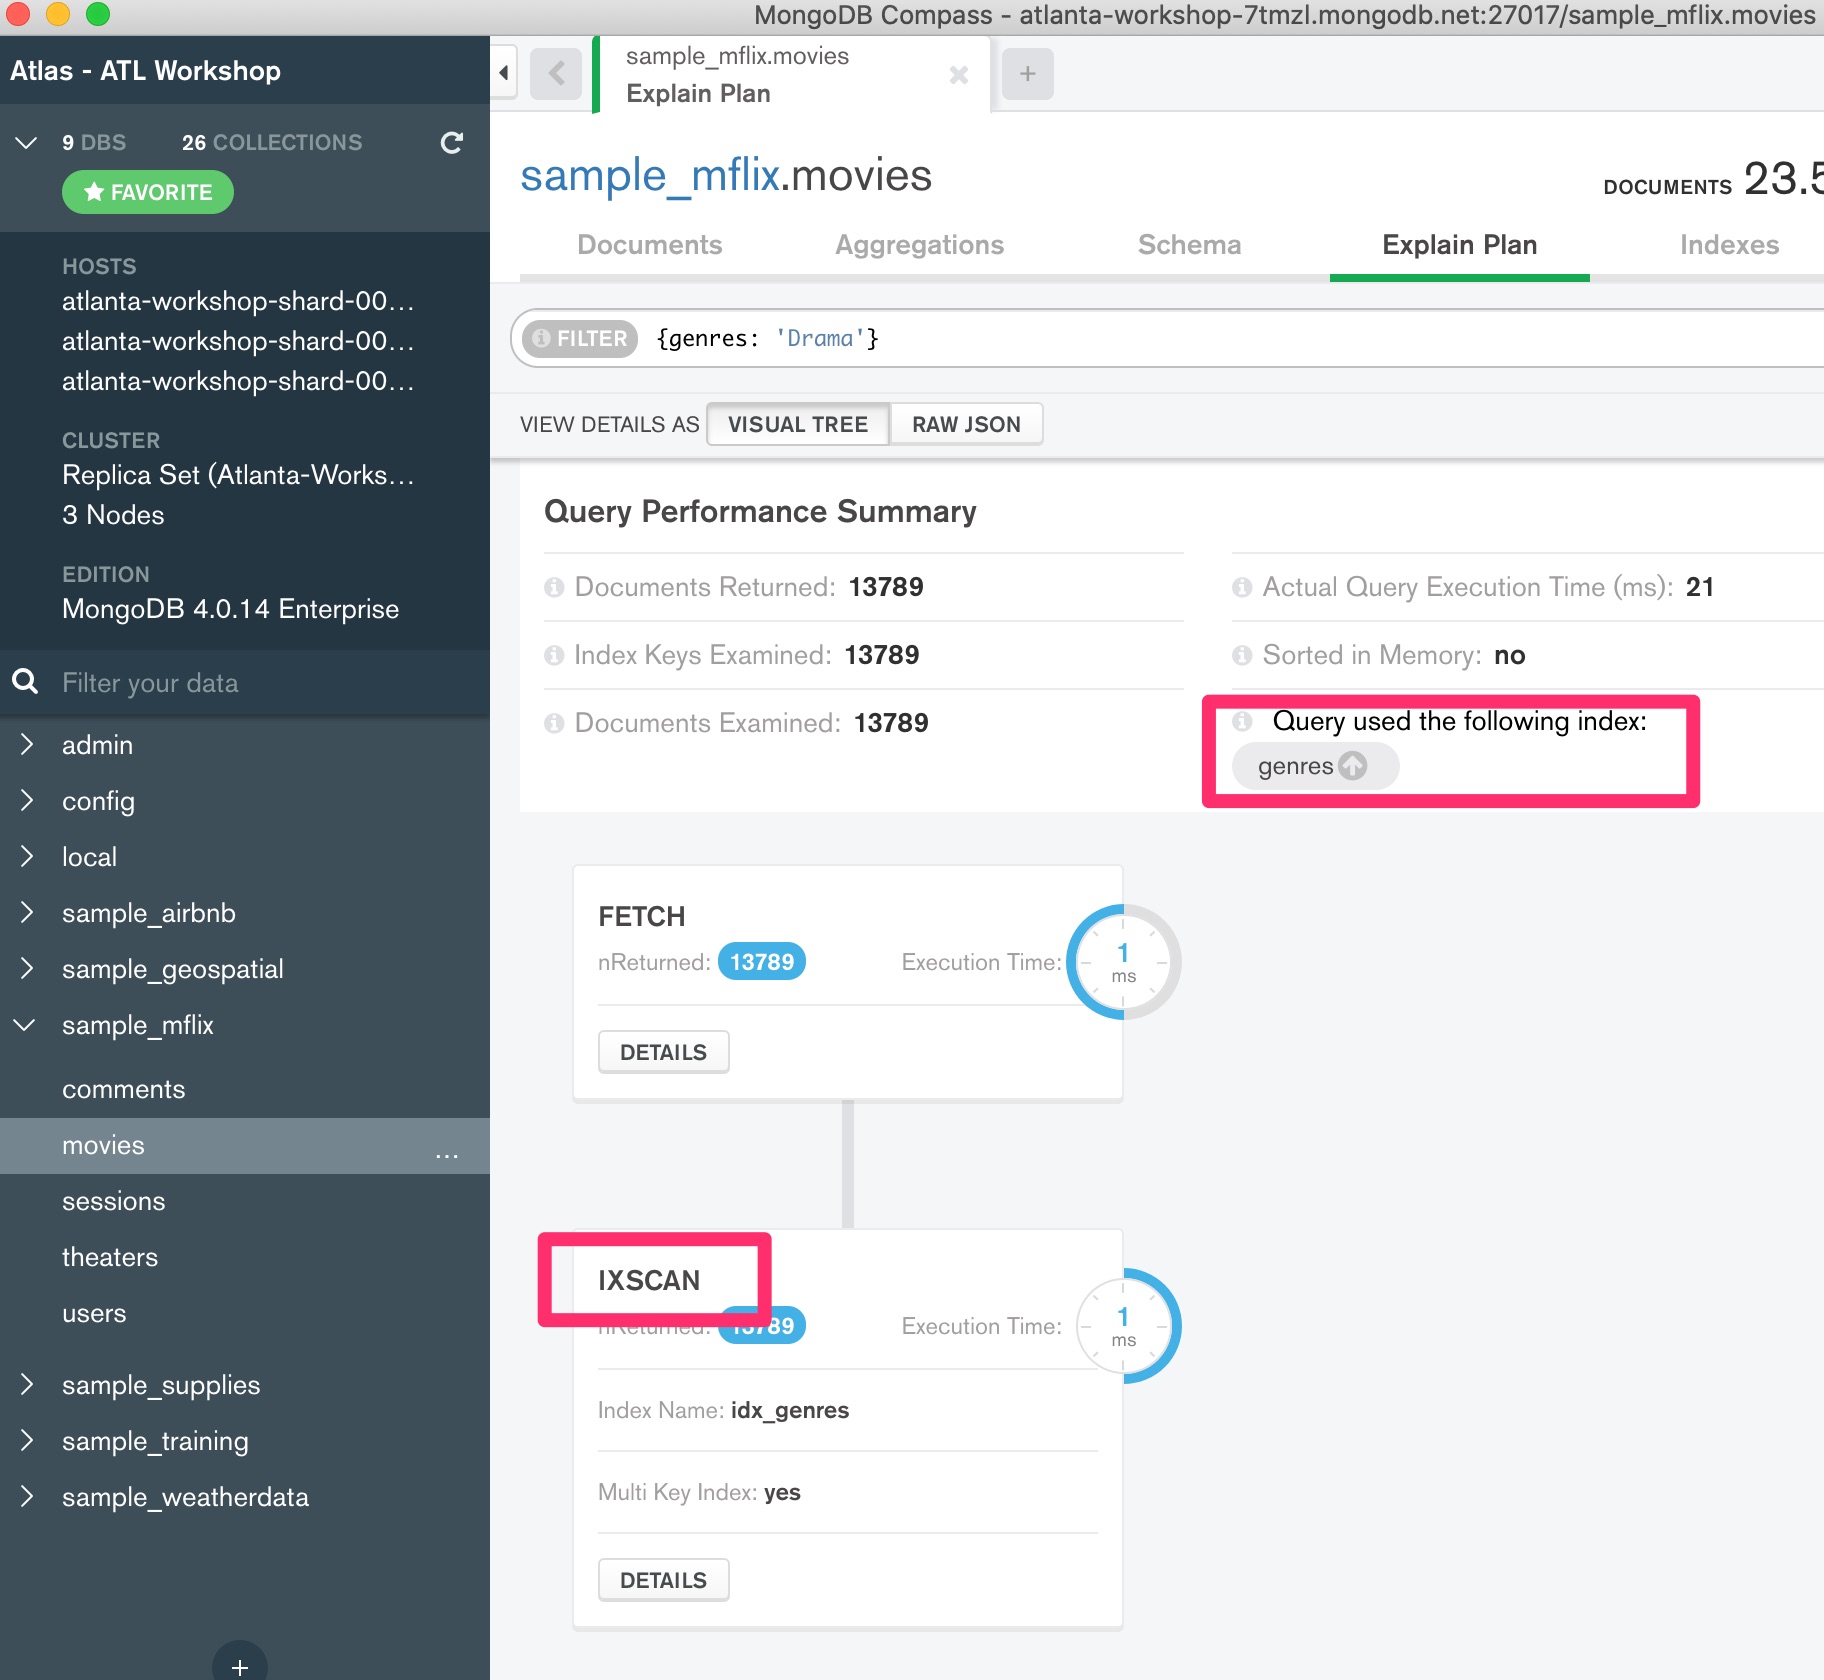 MongoDB Compass - atlanta-workshop-7tmzl.mongodb.net:27017/sample_mflix.movies
Atlas - ATL Workshop
9 DBS 26 COLLECTIONS
FAVORITE
HOSTS
atlanta-workshop-shard-00...
atlanta-workshop-shard-00...
atlanta-workshop-shard-00...
CLUSTER
Replica Set (Atlanta-Works...
3 Nodes
EDITION
MongoDB 4.0.14 Enterprise
Filter your data
admin
config
local
sample_airbnb
sample_geospatial
sample_mflix
comments
movies ...
sessions
theaters
users
sample_supplies
sample_training
sample_weatherdata
+
sample_mflix.movies
Explain Plan
+
sample_mflix.movies
DOCUMENTS 23.5
Documents Aggregations Schema Explain Plan Indexes
FILTER {genres: 'Drama'}
VIEW DETAILS AS VISUAL TREE RAW JSON
Query Performance Summary
Documents Returned: 13789
Index Keys Examined: 13789
Documents Examined: 13789
Actual Query Execution Time (ms): 21
Sorted in Memory: no
Query used the following index:
genres
FETCH
nReturned: 13789 Execution Time: 1 ms
DETAILS
IXSCAN
nReturned: 13789 Execution Time: 1 ms
Index Name: idx_genres
Multi Key Index: yes
DETAILS